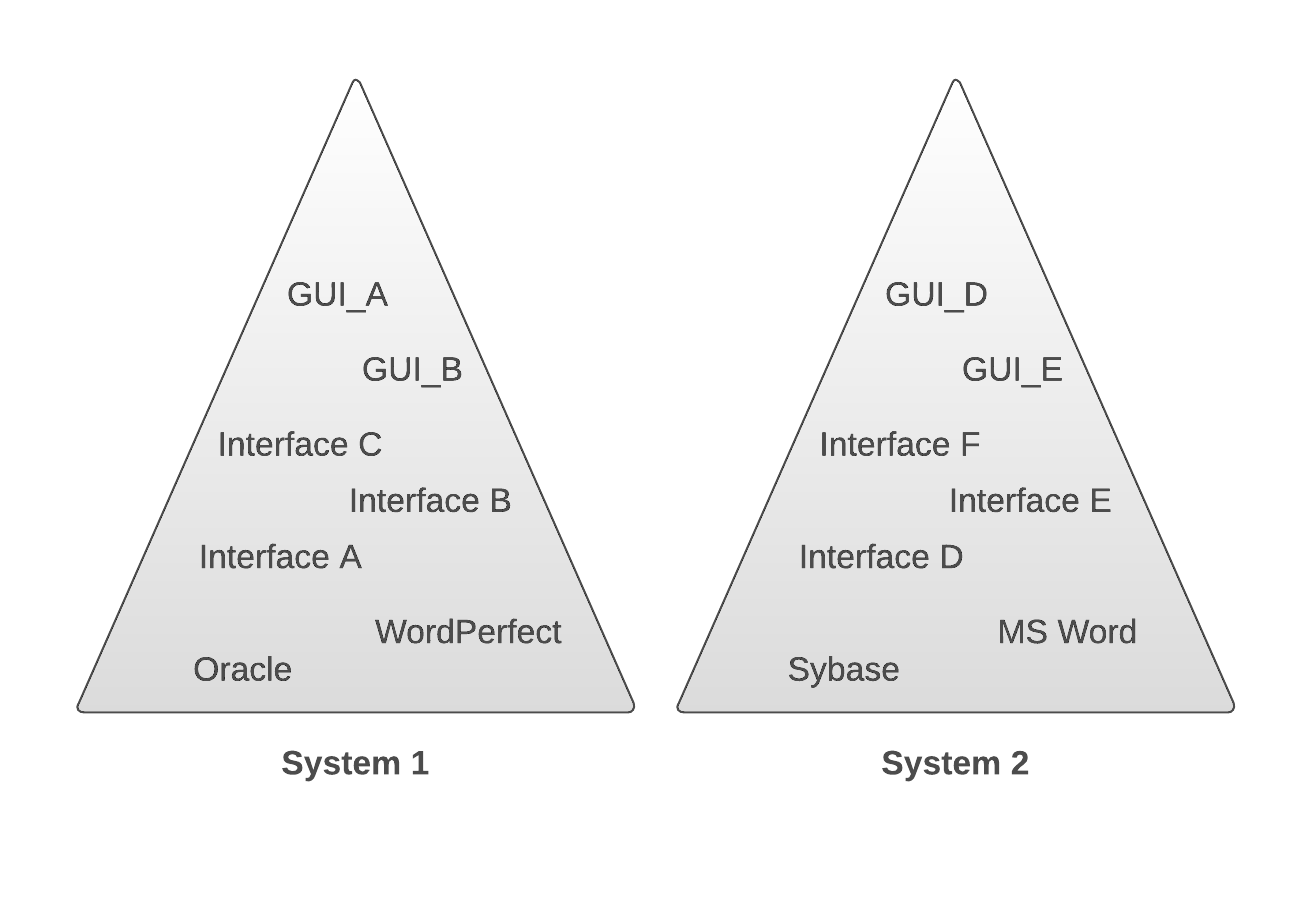 GUI_A
GUI_B
Interface C
Interface B
Interface A
WordPerfect
Oracle
System 1
GUI_D
GUI_E
Interface F
Interface E
Interface D
MS Word
Sybase
System 2